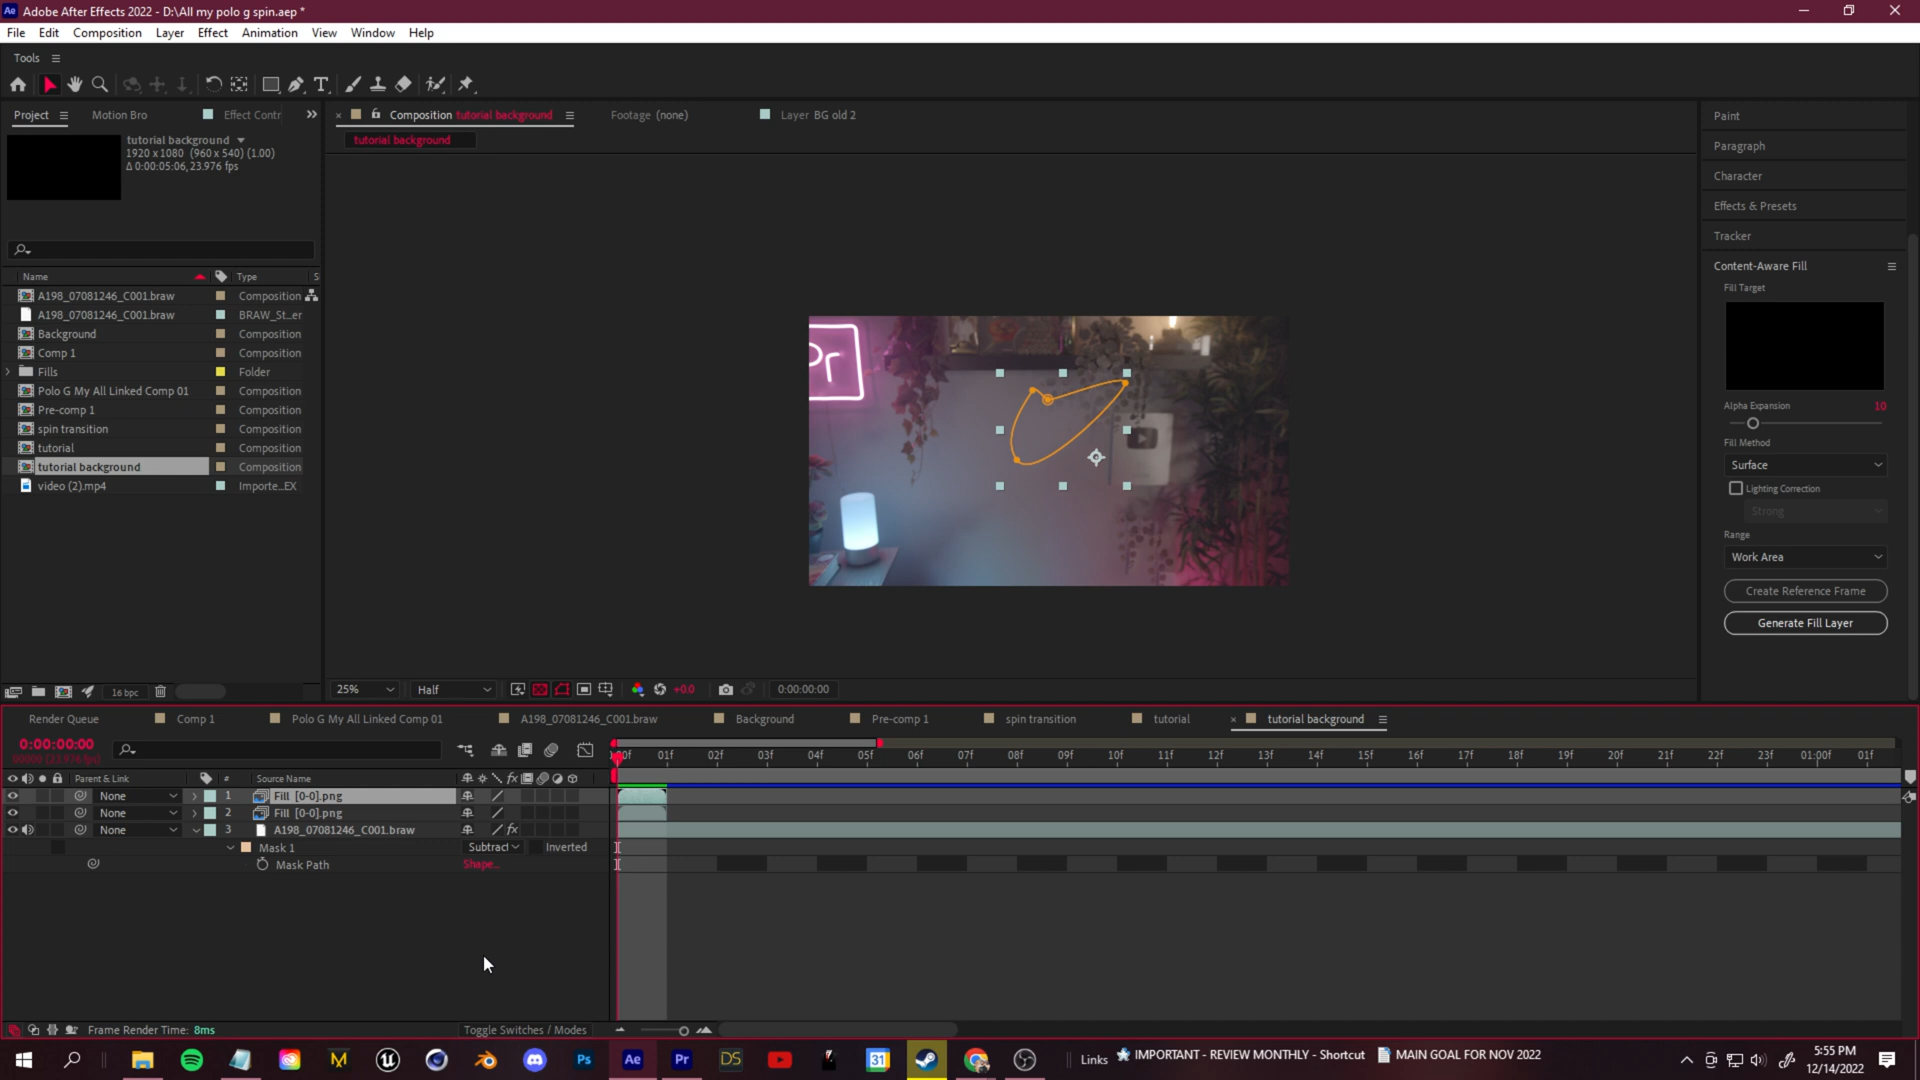 Adobe After Effects 2022 - D:\All my polo g spin.aep *
File Edit Composition Layer Effect Animation View Window Help
Tools
Project Motion Bro Effect Contr
Composition tutorial background Footage (none) Layer BG old 2
tutorial background
tutorial background
1920 x 1080 (960 x 540) (1.00)
Δ 0:00:05:06, 23.976 fps
Name Type S
A198_07081246_C001.braw Composition
A198_07081246_C001.braw BRAW_St...er
Background Composition
Comp 1 Composition
Fills Folder
Polo G My All Linked Comp 01 Composition
Pre-comp 1 Composition
spin transition Composition
tutorial Composition
tutorial background Composition
video (2).mp4 Importe...EX
16 bpc
Pr
25% Half +0.0 0:00:00:00
Paint
Paragraph
Character
Effects & Presets
Tracker
Content-Aware Fill
Fill Target
Alpha Expansion 10
Fill Method
Surface
Lighting Correction
Strong
Range
Work Area
Create Reference Frame
Generate Fill Layer
Render Queue Comp 1 Polo G My All Linked Comp 01 A198_07081246_C001.braw Background Pre-comp 1 spin transition tutorial tutorial background
0:00:00:00
01f 02f 03f 04f 05f 06f 07f 08f 09f 10f 11f 12f 13f 14f 15f 16f 17f 18f 19f 20f 21f 22f 23f 01:00f 01f
Parent & Link # Source Name
None 1 Fill [0-0].png
None 2 Fill [0-0].png
None 3 A198_07081246_C001.braw
Mask 1 Subtract Inverted
Mask Path Shape...
Frame Render Time: 8ms Toggle Switches / Modes
Links IMPORTANT - REVIEW MONTHLY - Shortcut MAIN GOAL FOR NOV 2022
5:55 PM
12/14/2022